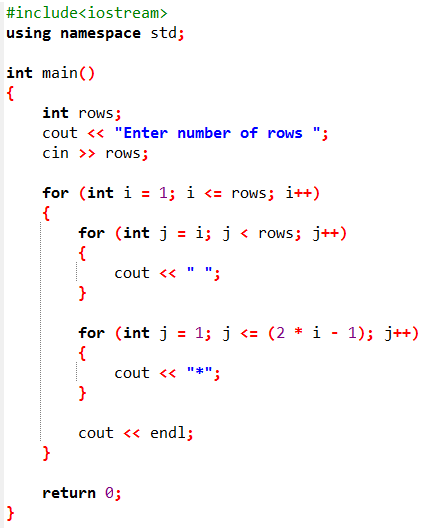 #include<iostream>
using namespace std;

int main()
{
    int rows;
    cout << "Enter number of rows ";
    cin >> rows;

    for (int i = 1; i <= rows; i++)
    {
        for (int j = i; j < rows; j++)
        {
            cout << " ";
        }

        for (int j = 1; j <= (2 * i - 1); j++)
        {
            cout << "*";
        }

        cout << endl;
    }

    return 0;
}